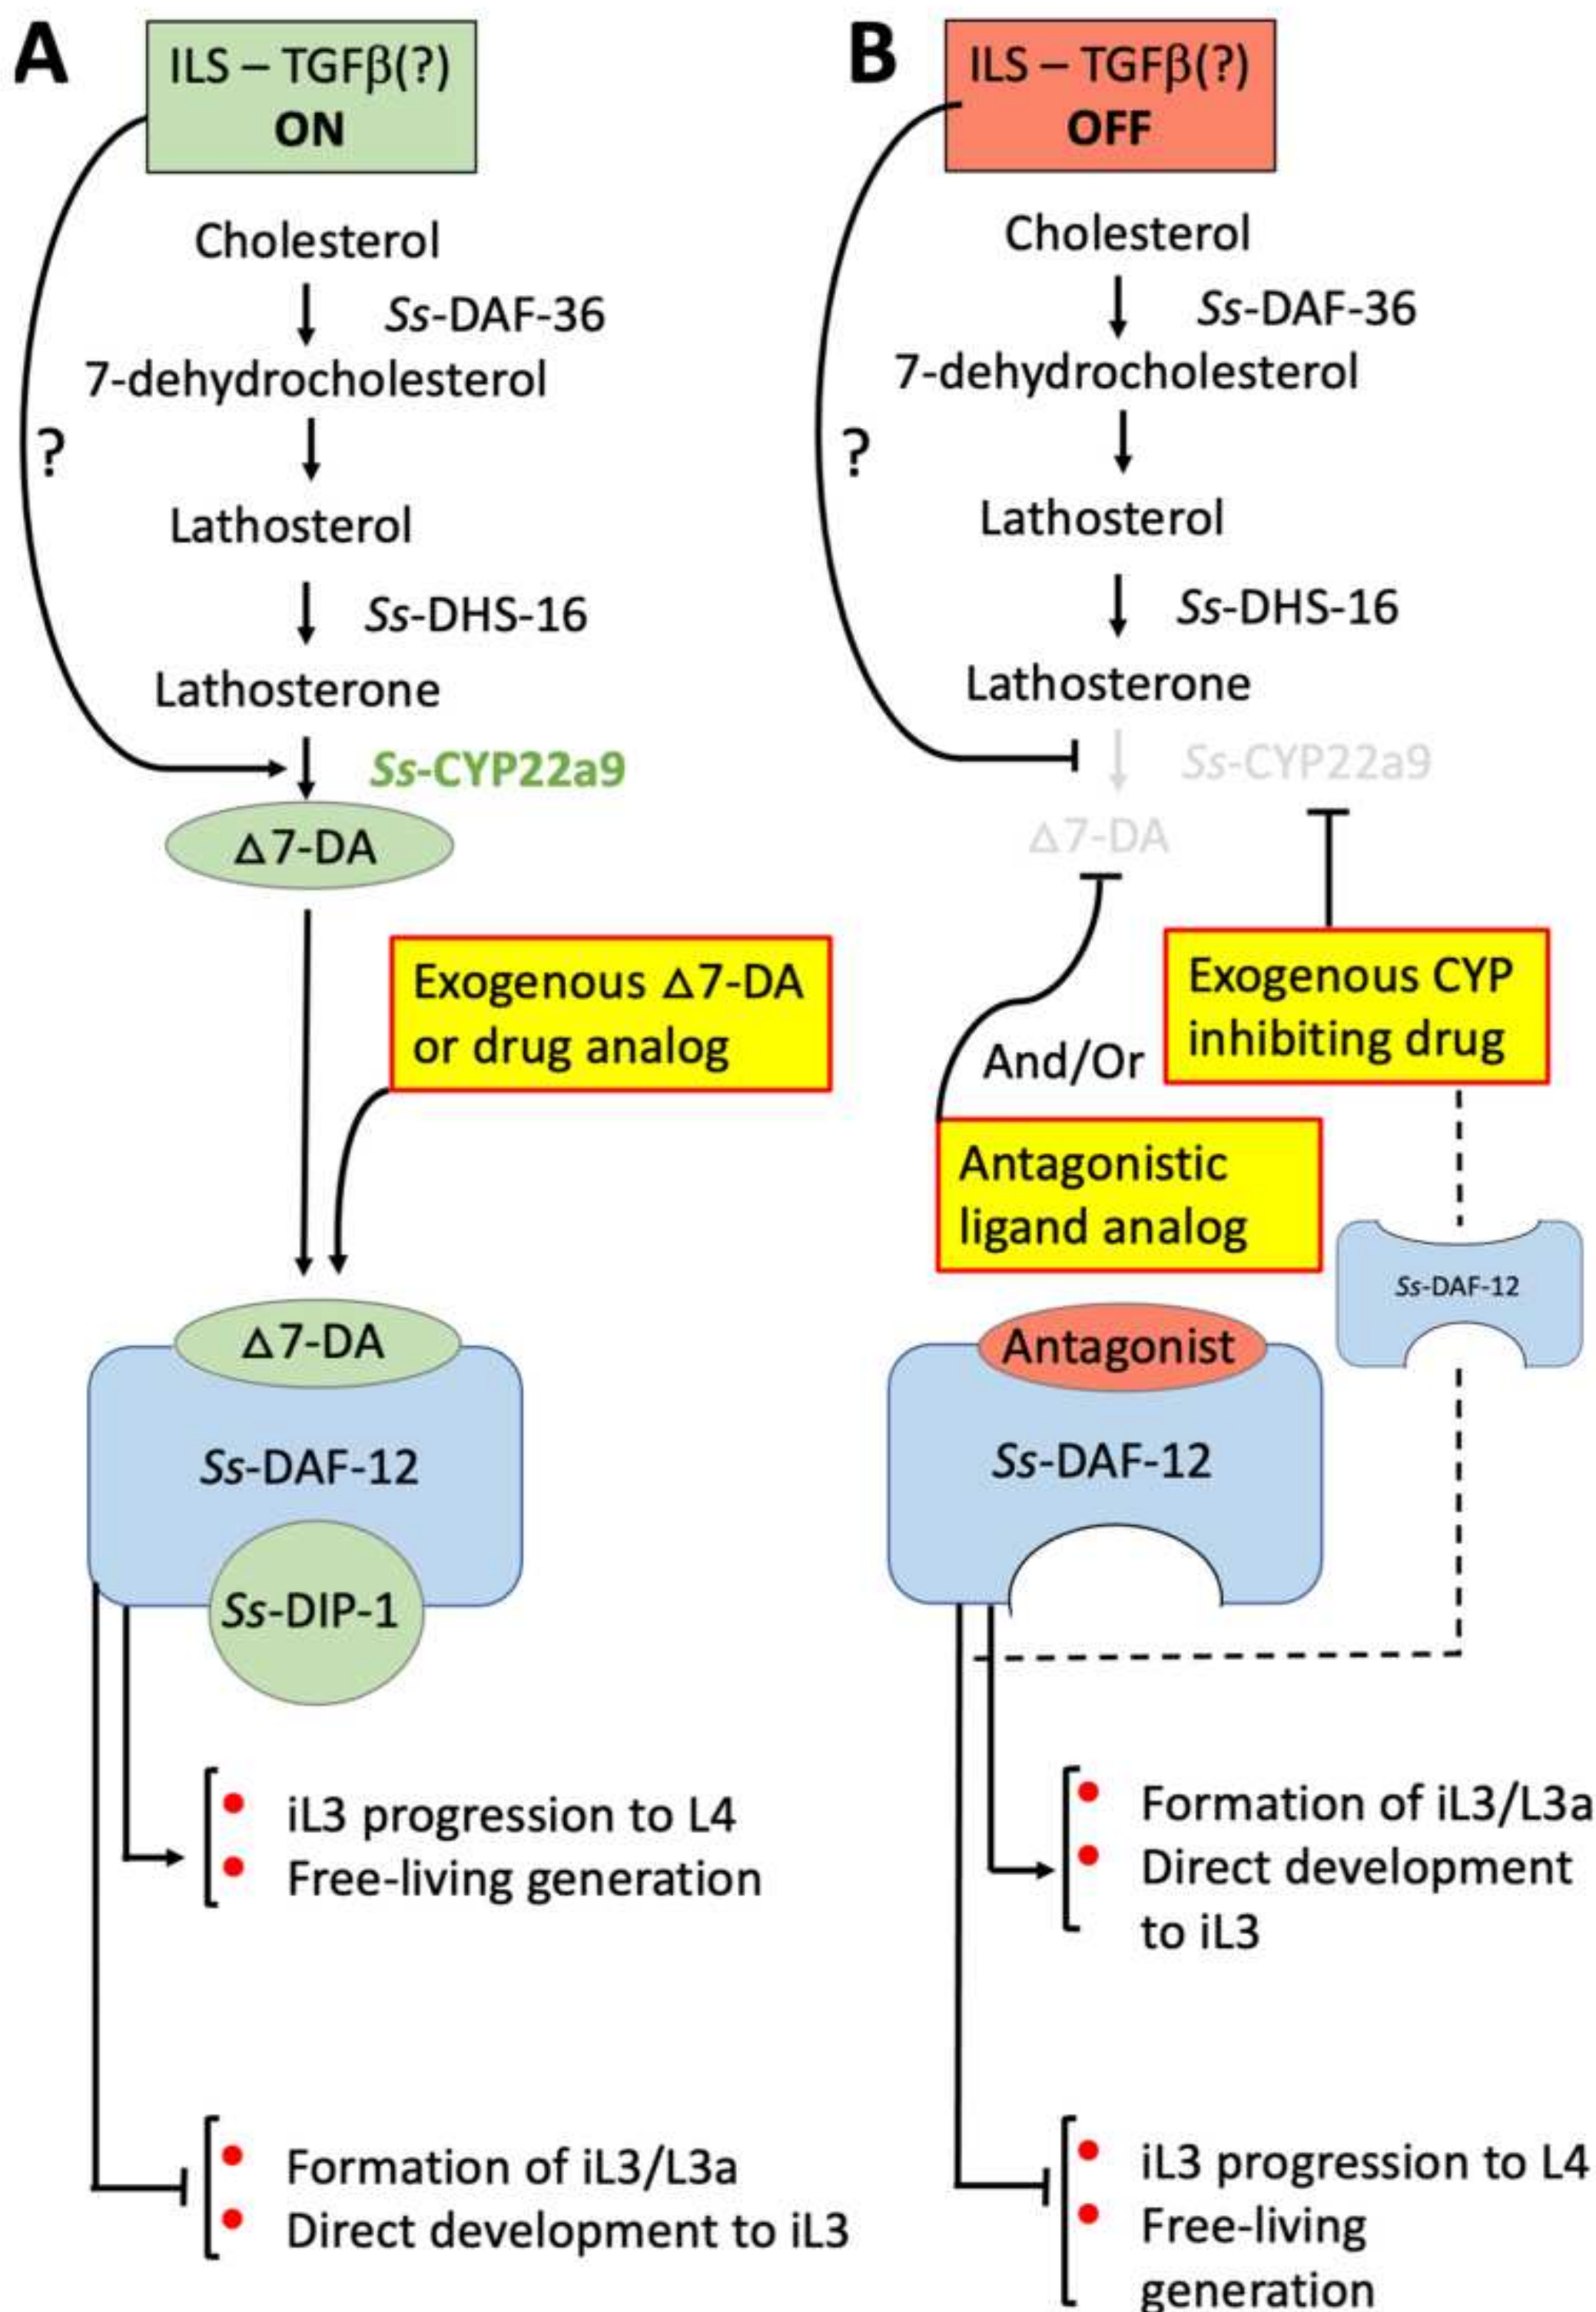 A
ILS – TGFβ(?)
ON
Cholesterol
Ss-DAF-36
7-dehydrocholesterol
?
Lathosterol
Ss-DHS-16
Lathosterone
Ss-CYP22a9
Δ7-DA
Exogenous Δ7-DA
or drug analog
Δ7-DA
Ss-DAF-12
Ss-DIP-1
iL3 progression to L4
Free-living generation
Formation of iL3/L3a
Direct development to iL3
B
ILS – TGFβ(?)
OFF
Cholesterol
Ss-DAF-36
7-dehydrocholesterol
?
Lathosterol
Ss-DHS-16
Lathosterone
Ss-CYP22a9
Δ7-DA
Exogenous CYP
inhibiting drug
And/Or
Antagonistic
ligand analog
Ss-DAF-12
Antagonist
Ss-DAF-12
Formation of iL3/L3a
Direct development
to iL3
iL3 progression to L4
Free-living
generation